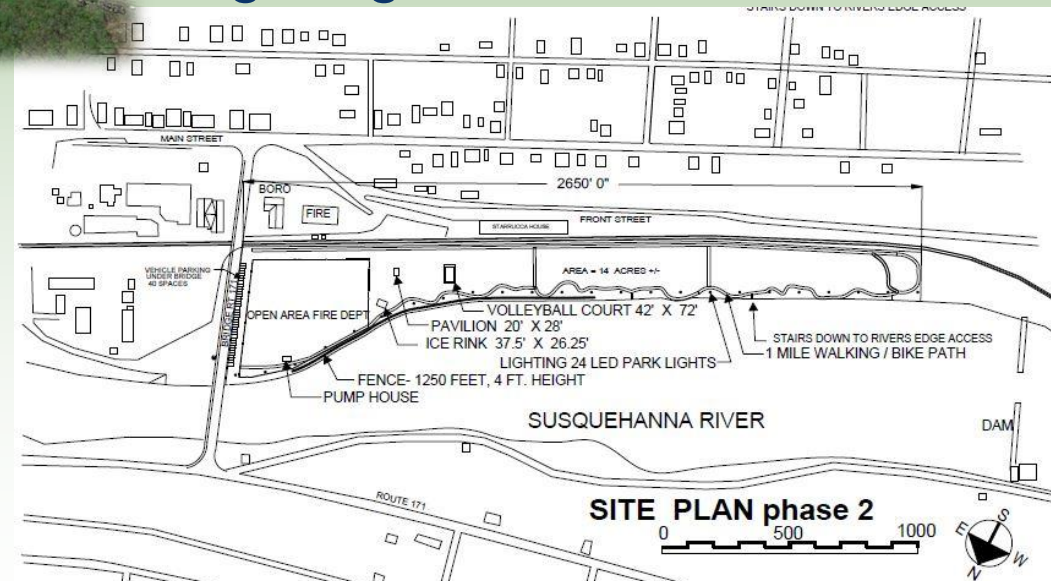 STAIRS DOWN TO RIVERS EDGE ACCESS
MAIN STREET
2650' 0"
BORO
FIRE
FRONT STREET
STARRUCCA HOUSE
VEHICLE PARKING
UNDER BRIDGE
40 SPACES
AREA = 14 ACRES +/-
BRIDGE RT 171
OPEN AREA FIRE DEPT
VOLLEYBALL COURT 42' X 72'
PAVILION 20' X 28'
ICE RINK 37.5' X 26.25'
STAIRS DOWN TO RIVERS EDGE ACCESS
1 MILE WALKING / BIKE PATH
LIGHTING 24 LED PARK LIGHTS
FENCE- 1250 FEET, 4 FT. HEIGHT
PUMP HOUSE
SUSQUEHANNA RIVER
DAM
ROUTE 171
SITE PLAN phase 2
0 500 1000
E S
N W